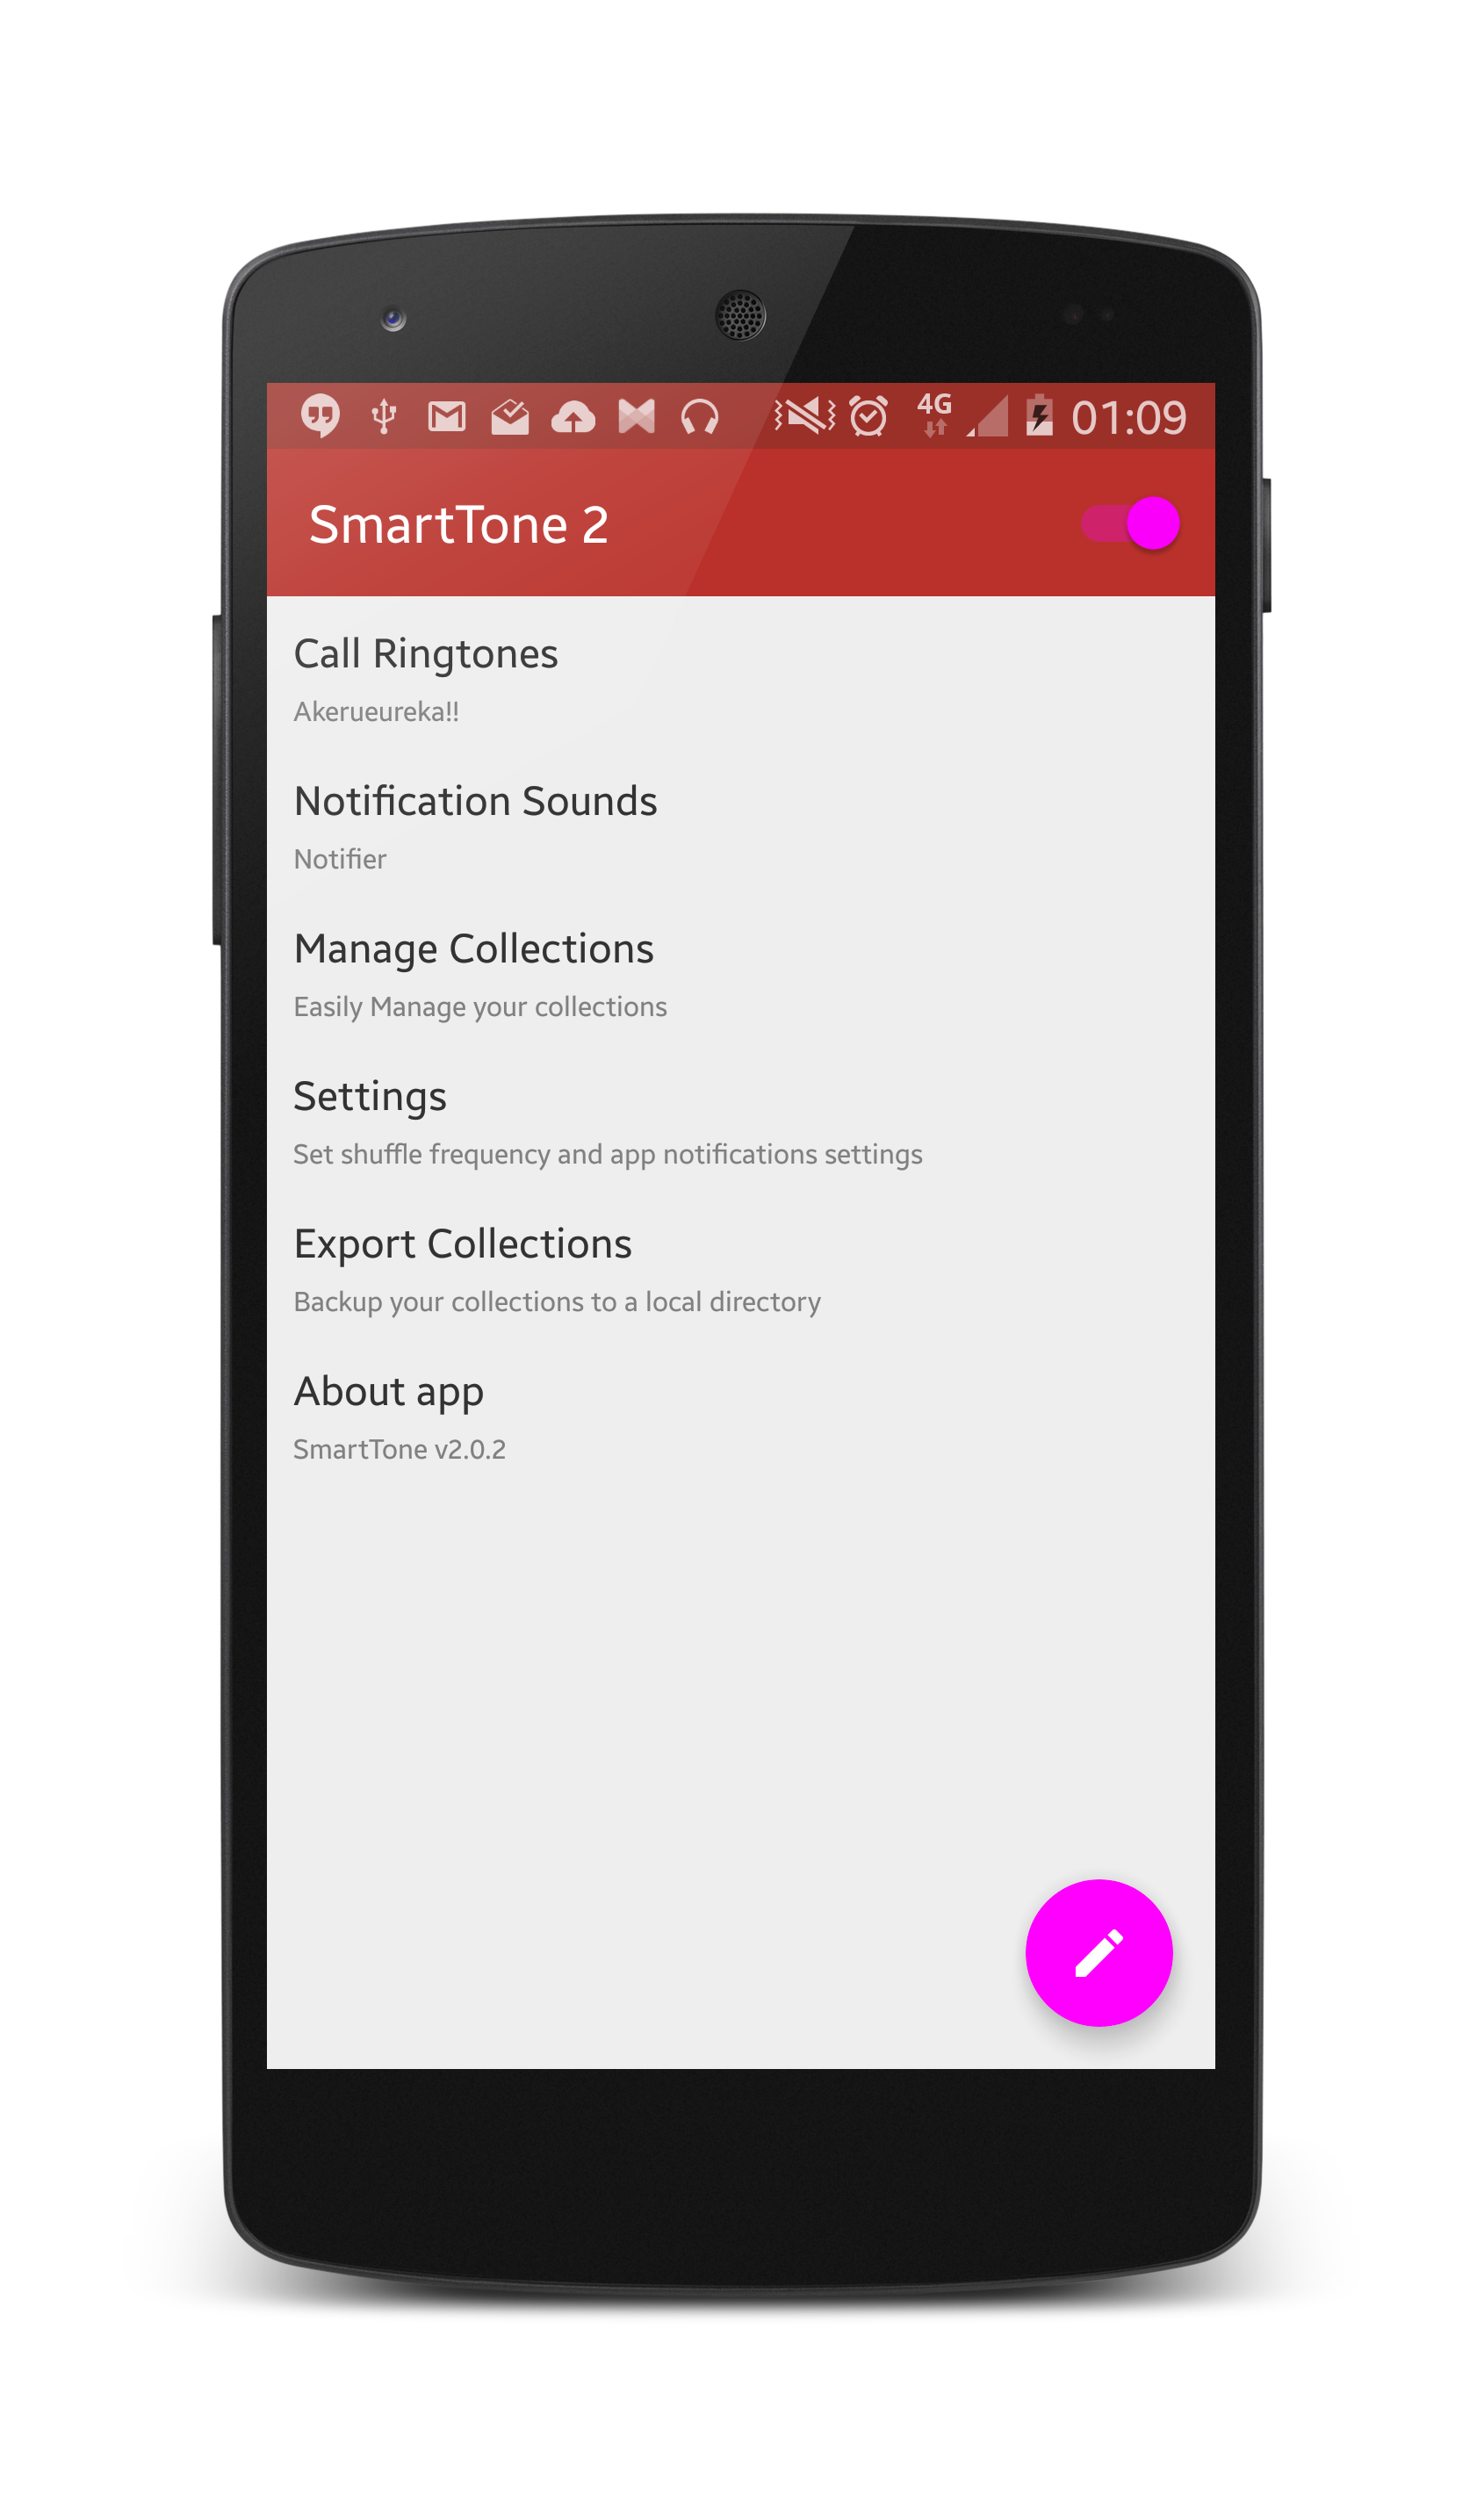 4G 01:09
SmartTone 2
Call Ringtones
Akerueureka!!
Notification Sounds
Notifier
Manage Collections
Easily Manage your collections
Settings
Set shuffle frequency and app notifications settings
Export Collections
Backup your collections to a local directory
About app
SmartTone v2.0.2